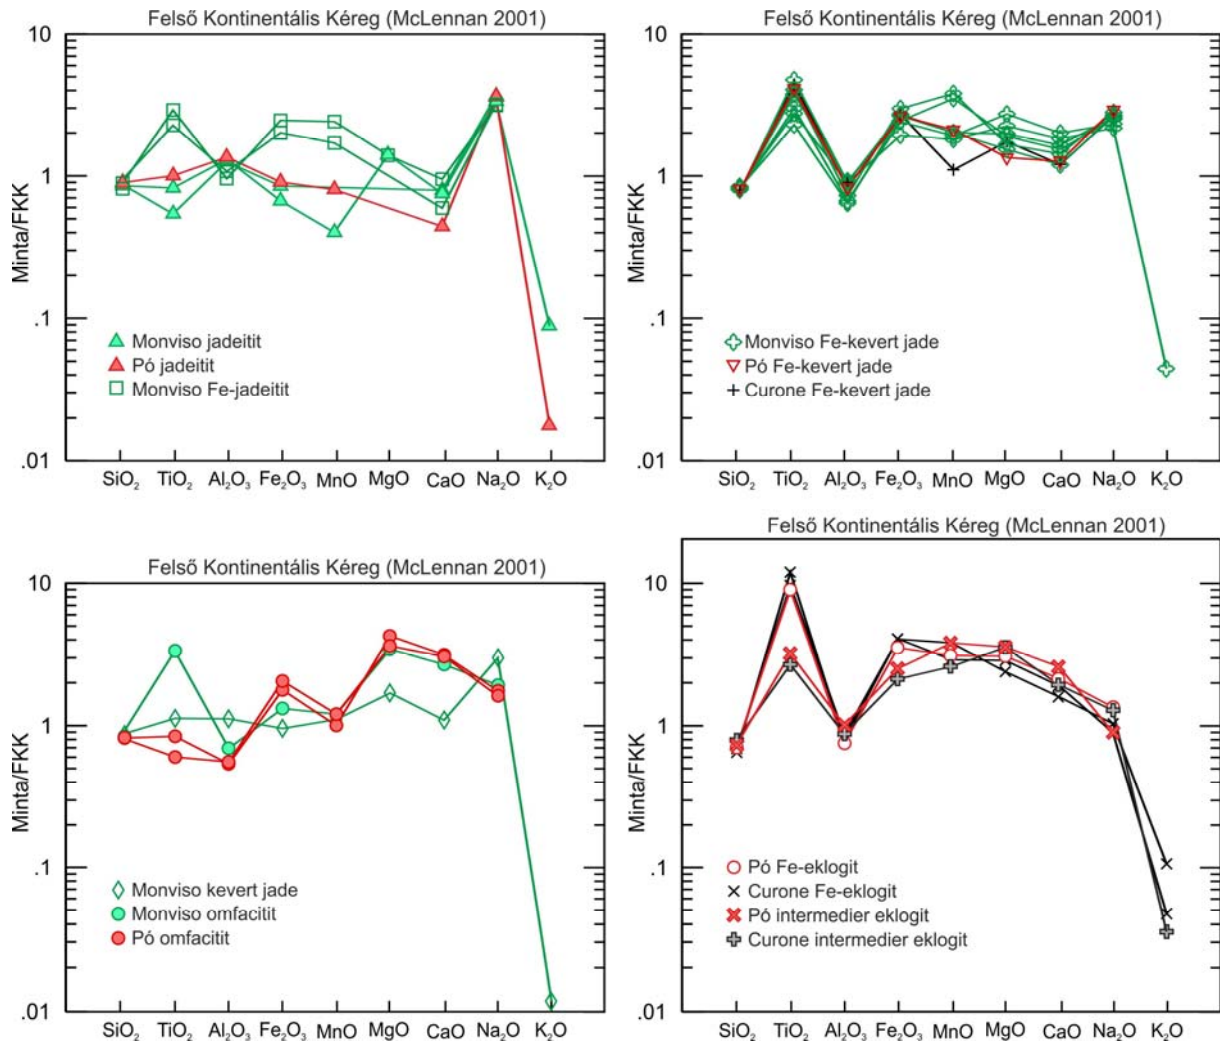 Felső Kontinentális Kéreg (McLennan 2001)
10
1
.1
.01
Minta/FKK
Monviso jadeitit
Pó jadeitit
Monviso Fe-jadeitit
SiO₂ TiO₂ Al₂O₃ Fe₂O₃ MnO MgO CaO Na₂O K₂O
Felső Kontinentális Kéreg (McLennan 2001)
10
1
.1
.01
Minta/FKK
Monviso Fe-kevert jade
Pó Fe-kevert jade
Curone Fe-kevert jade
SiO₂ TiO₂ Al₂O₃ Fe₂O₃ MnO MgO CaO Na₂O K₂O
Felső Kontinentális Kéreg (McLennan 2001)
10
1
.1
.01
Minta/FKK
Monviso kevert jade
Monviso omfacitit
Pó omfacitit
SiO₂ TiO₂ Al₂O₃ Fe₂O₃ MnO MgO CaO Na₂O K₂O
Felső Kontinentális Kéreg (McLennan 2001)
10
1
.1
.01
Minta/FKK
Pó Fe-eklogit
Curone Fe-eklogit
Pó intermedier eklogit
Curone intermedier eklogit
SiO₂ TiO₂ Al₂O₃ Fe₂O₃ MnO MgO CaO Na₂O K₂O